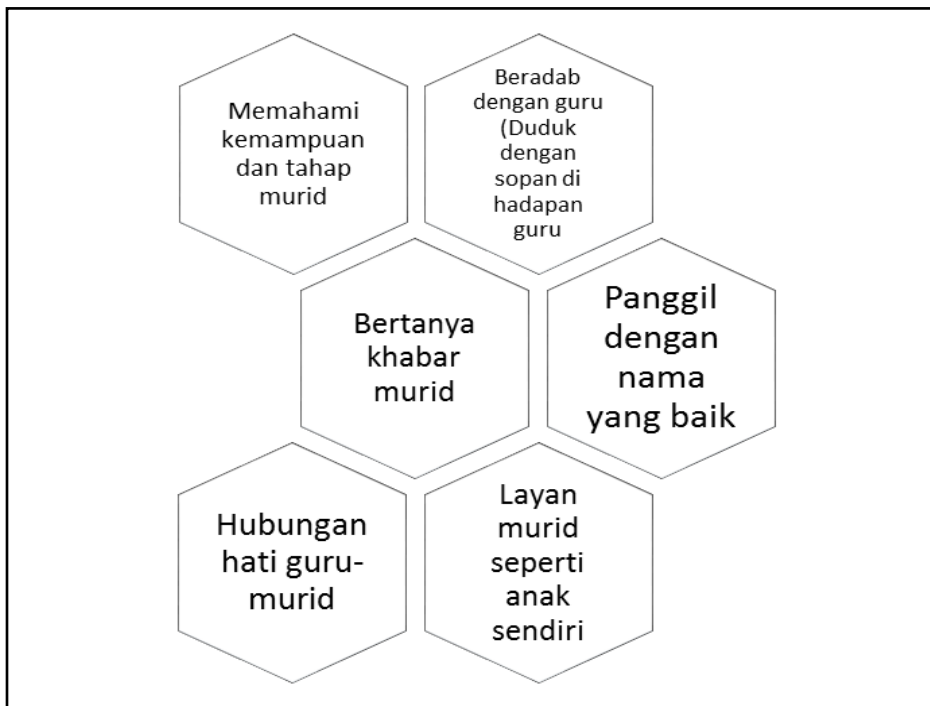 Memahami
kemampuan
dan tahap
murid
Beradab
dengan guru
(Duduk
dengan
sopan di
hadapan
guru
Bertanya
khabar
murid
Panggil
dengan
nama
yang baik
Hubungan
hati guru-
murid
Layan
murid
seperti
anak
sendiri